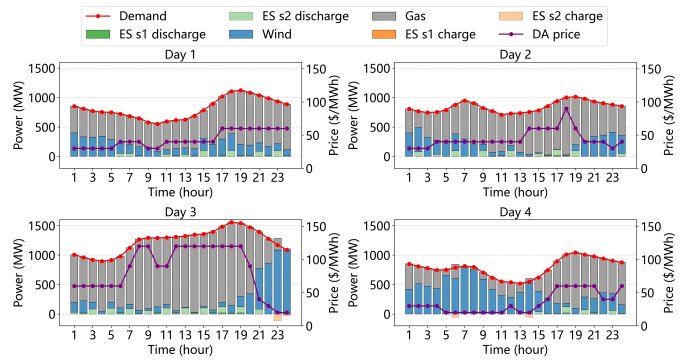 Demand ES s2 discharge Gas ES s2 charge
ES s1 discharge Wind ES s1 charge DA price
Day 1
Power (MW)
1500
1000
500
0
150
100
50
0
Price ($/MWh)
1 3 5 7 9 11 13 15 17 19 21 23
Time (hour)
Day 2
Power (MW)
1500
1000
500
0
150
100
50
0
Price ($/MWh)
1 3 5 7 9 11 13 15 17 19 21 23
Time (hour)
Day 3
Power (MW)
1500
1000
500
0
150
100
50
0
Price ($/MWh)
1 3 5 7 9 11 13 15 17 19 21 23
Time (hour)
Day 4
Power (MW)
1500
1000
500
0
150
100
50
0
Price ($/MWh)
1 3 5 7 9 11 13 15 17 19 21 23
Time (hour)